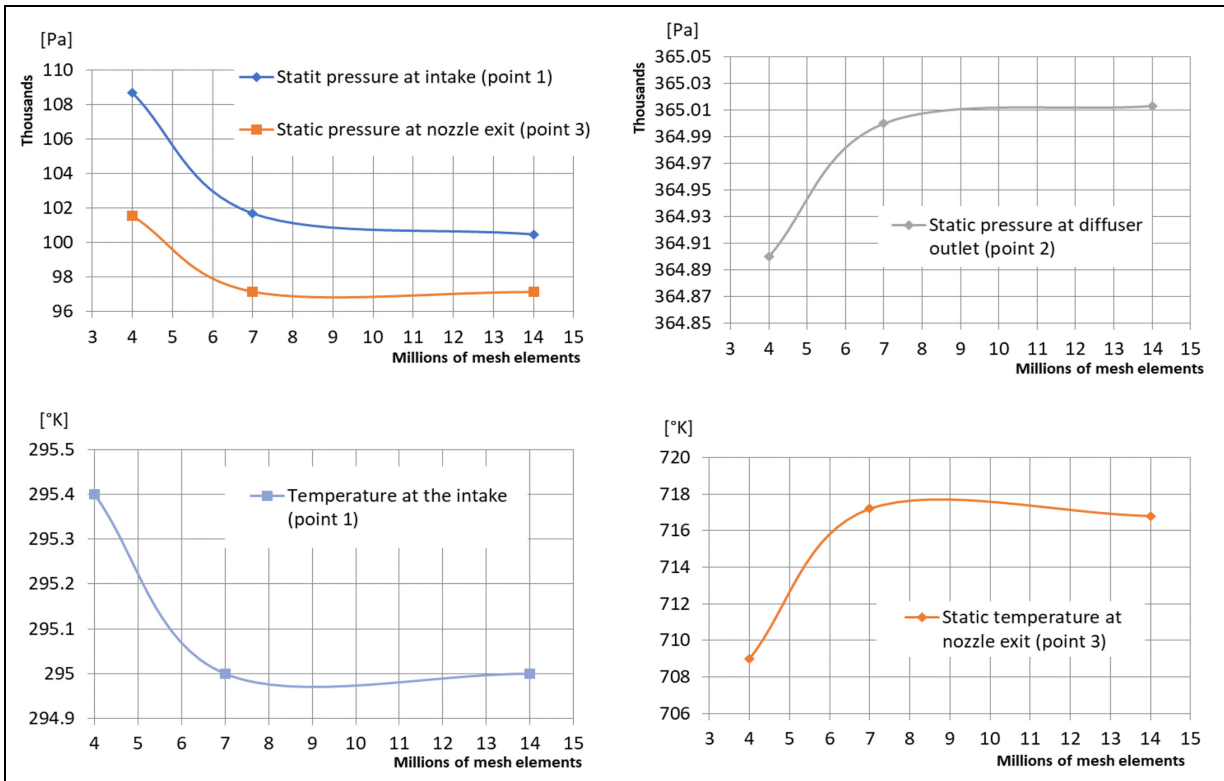 [Pa]
Thousands
110
108
106
104
102
100
98
96
3 4 5 6 7 8 9 10 11 12 13 14 15
Millions of mesh elements
Statit pressure at intake (point 1)
Static pressure at nozzle exit (point 3)
[Pa]
Thousands
365.05
365.03
365.01
364.99
364.97
364.95
364.93
364.91
364.89
364.87
364.85
3 4 5 6 7 8 9 10 11 12 13 14 15
Millions of mesh elements
Static pressure at diffuser
outlet (point 2)
[°K]
295.5
295.4
295.3
295.2
295.1
295
294.9
4 5 6 7 8 9 10 11 12 13 14 15
Millions of mesh elements
Temperature at the intake
(point 1)
[°K]
720
718
716
714
712
710
708
706
3 4 5 6 7 8 9 10 11 12 13 14 15
Millions of mesh elements
Static temperature at
nozzle exit (point 3)